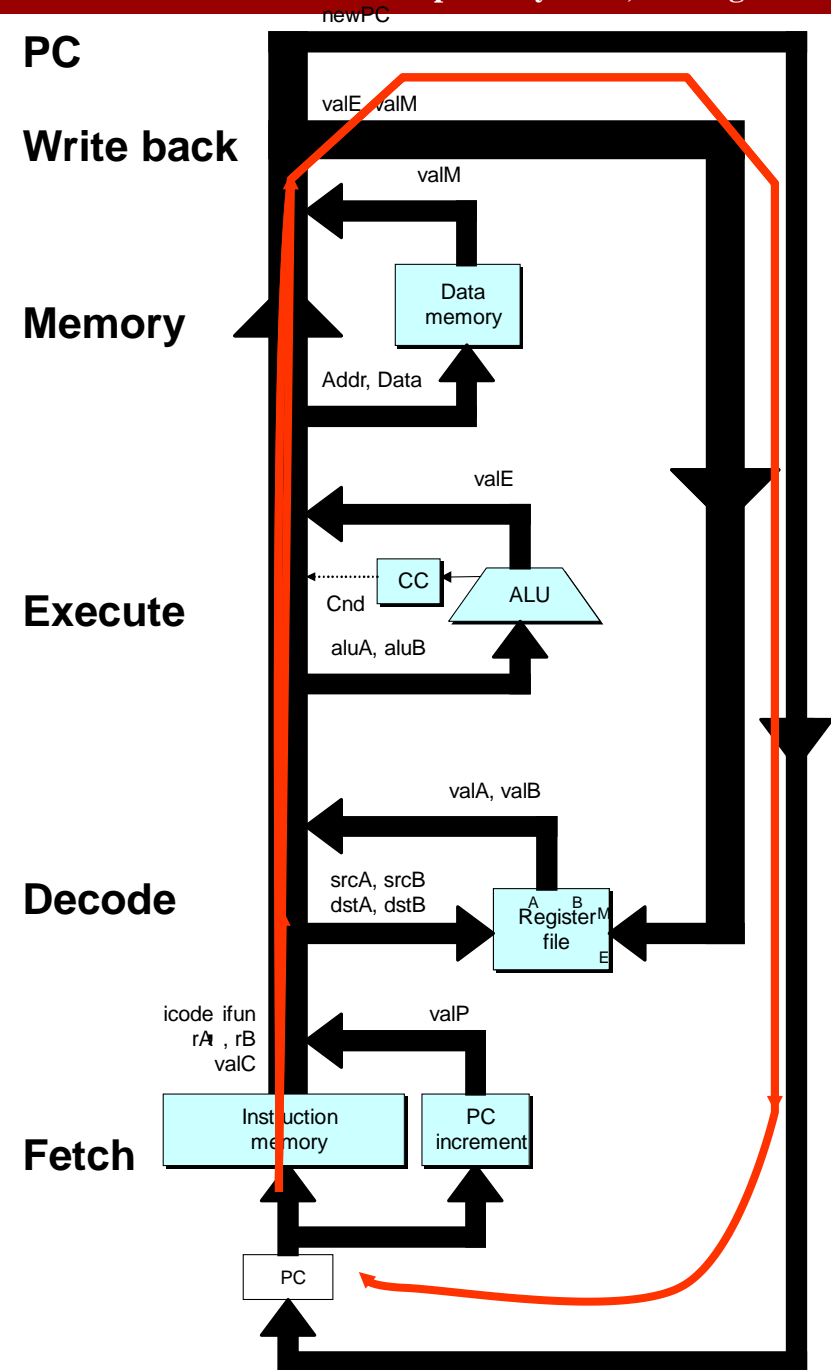 newPC
PC
valE, valM
Write back
valM
Data
memory
Memory
Addr, Data
valE
CC
ALU
Cnd
Execute
aluA, aluB
valA, valB
srcA, srcB
dstA, dstB
Decode
A B
Register M
file
E
icode ifun
rA , rB
valC
valP
Instruction
memory
PC
increment
Fetch
PC